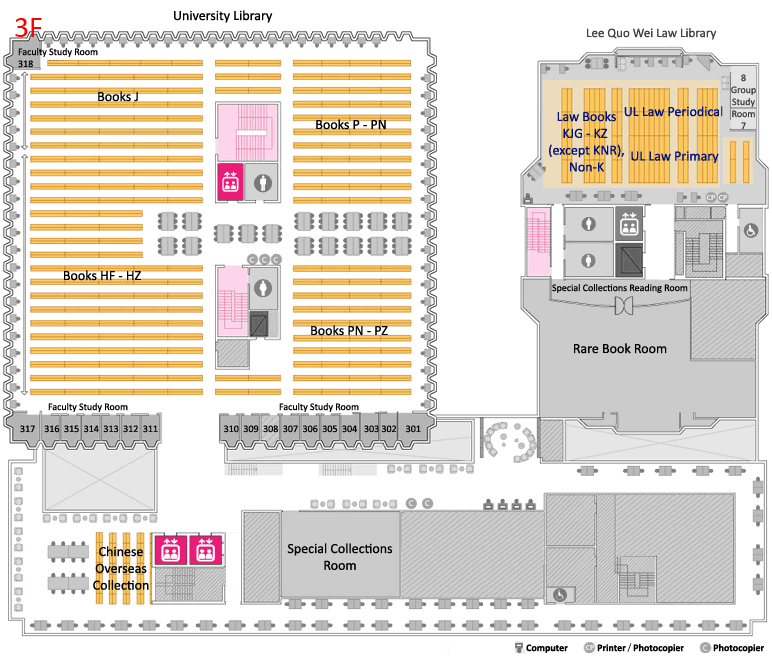 3F
University Library
Lee Quo Wei Law Library
Faculty Study Room
318
Books J
Books P - PN
8
Group
Study
Room
7
Law Books
KJG - KZ
(except KNR),
Non-K
UL Law Periodical
UL Law Primary
CP CP
C C C
Books HF - HZ
Books PN - PZ
Special Collections Reading Room
Rare Book Room
Faculty Study Room
Faculty Study Room
317 316 315 314 313 312 311
310 309 308 307 306 305 304 303 302 301
C C
Chinese
Overseas
Collection
Special Collections
Room
Computer
CP Printer / Photocopier
C Photocopier